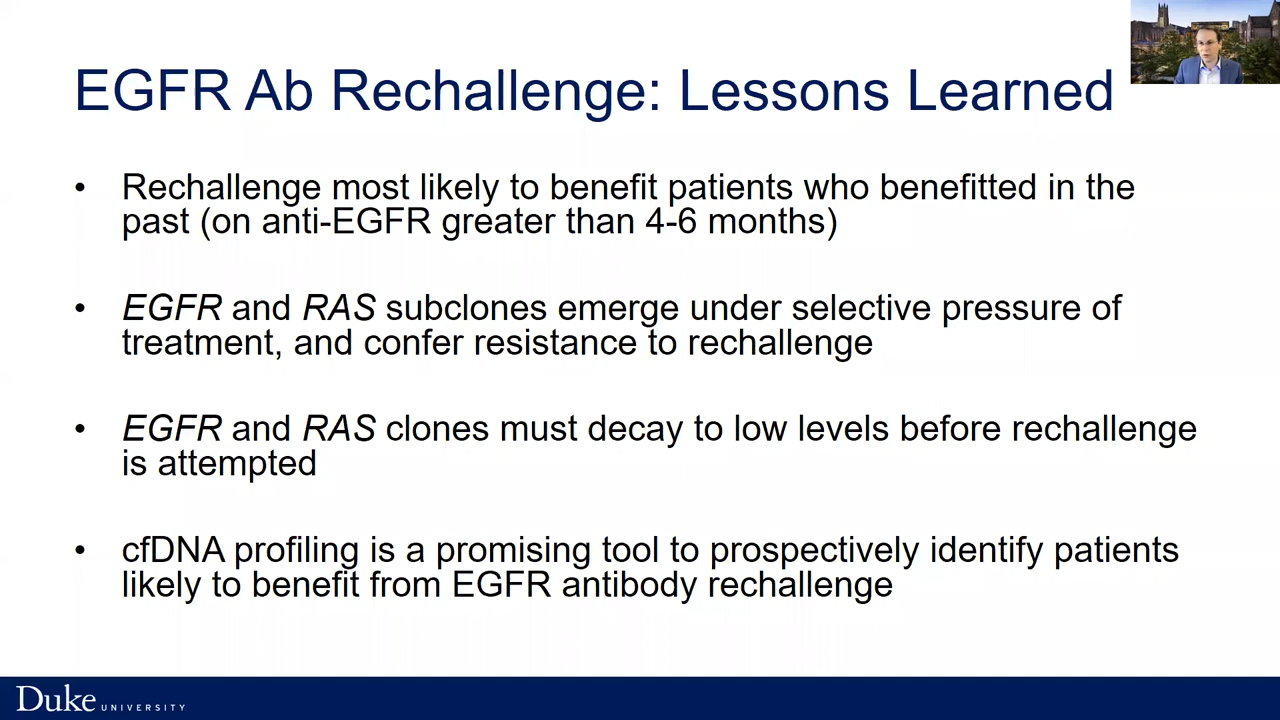 EGFR Ab Rechallenge: Lessons Learned
• Rechallenge most likely to benefit patients who benefitted in the
past (on anti-EGFR greater than 4-6 months)
• EGFR and RAS subclones emerge under selective pressure of
treatment, and confer resistance to rechallenge
• EGFR and RAS clones must decay to low levels before rechallenge
is attempted
• cfDNA profiling is a promising tool to prospectively identify patients
likely to benefit from EGFR antibody rechallenge
Duke UNIVERSITY